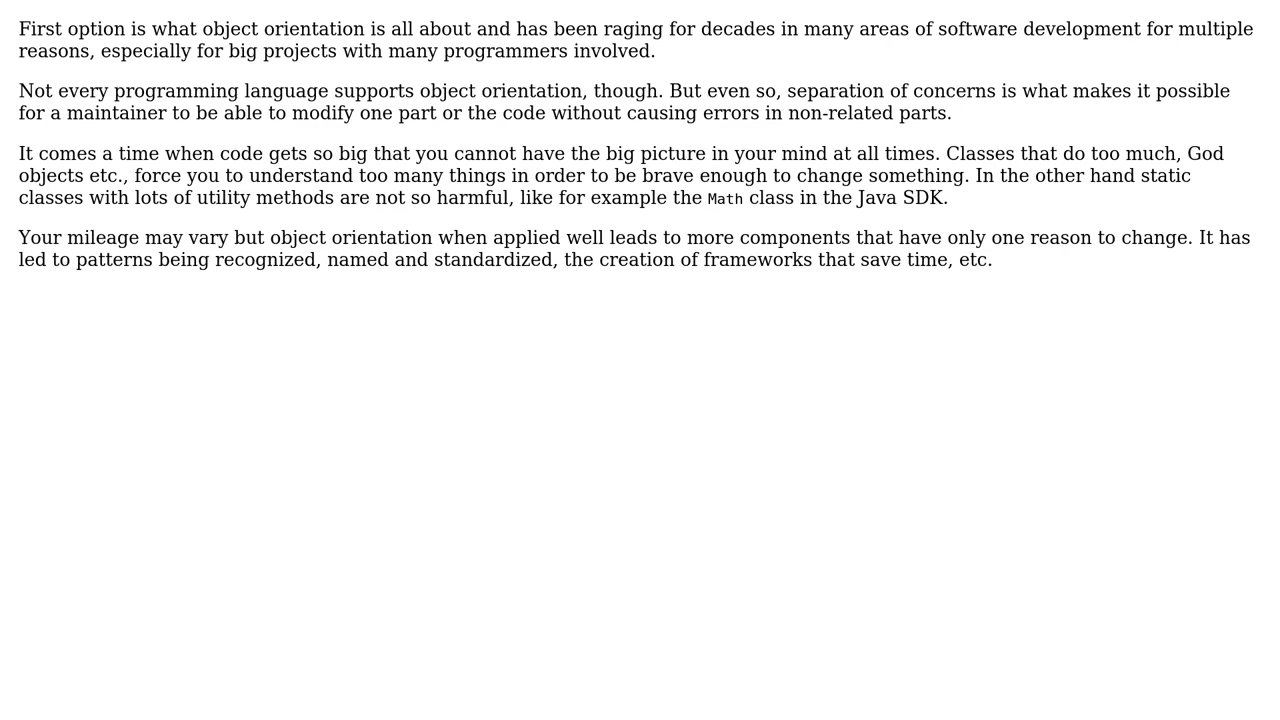 First option is what object orientation is all about and has been raging for decades in many areas of software development for multiple
reasons, especially for big projects with many programmers involved.
Not every programming language supports object orientation, though. But even so, separation of concerns is what makes it possible
for a maintainer to be able to modify one part or the code without causing errors in non-related parts.
It comes a time when code gets so big that you cannot have the big picture in your mind at all times. Classes that do too much, God
objects etc., force you to understand too many things in order to be brave enough to change something. In the other hand static
classes with lots of utility methods are not so harmful, like for example the Math class in the Java SDK.
Your mileage may vary but object orientation when applied well leads to more components that have only one reason to change. It has
led to patterns being recognized, named and standardized, the creation of frameworks that save time, etc.